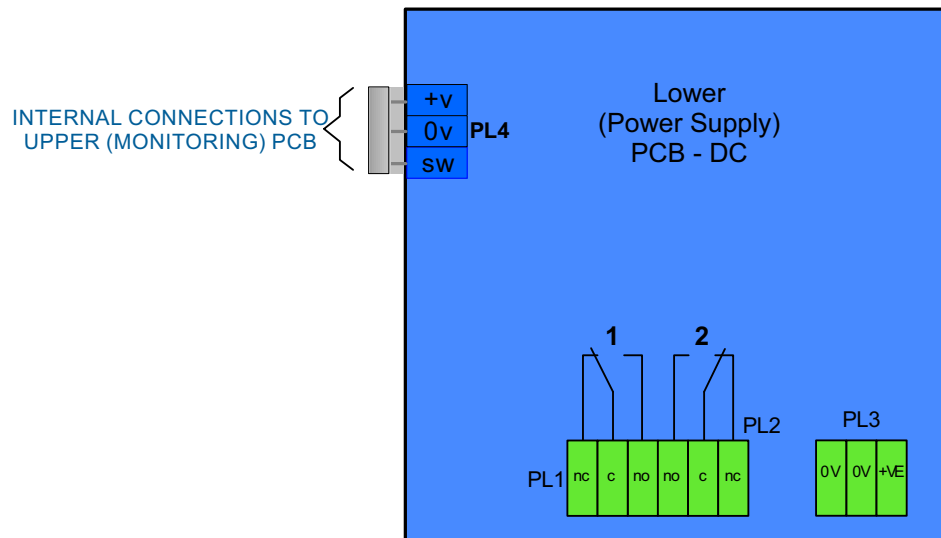 Lower
(Power Supply)
PCB - DC
INTERNAL CONNECTIONS TO
UPPER (MONITORING) PCB
+v
0v
sw
PL4
1
2
PL1
nc
c
no
no
c
nc
PL2
PL3
0V
0V
+VE